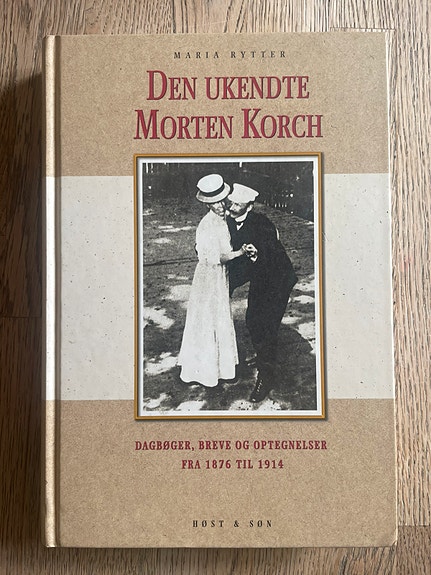 MARIA RYTTER
DEN UKENDTE
MORTEN KORCH
DAGBØGER, BREVE OG OPTEGNELSER
FRA 1876 TIL 1914
HØST & SØN